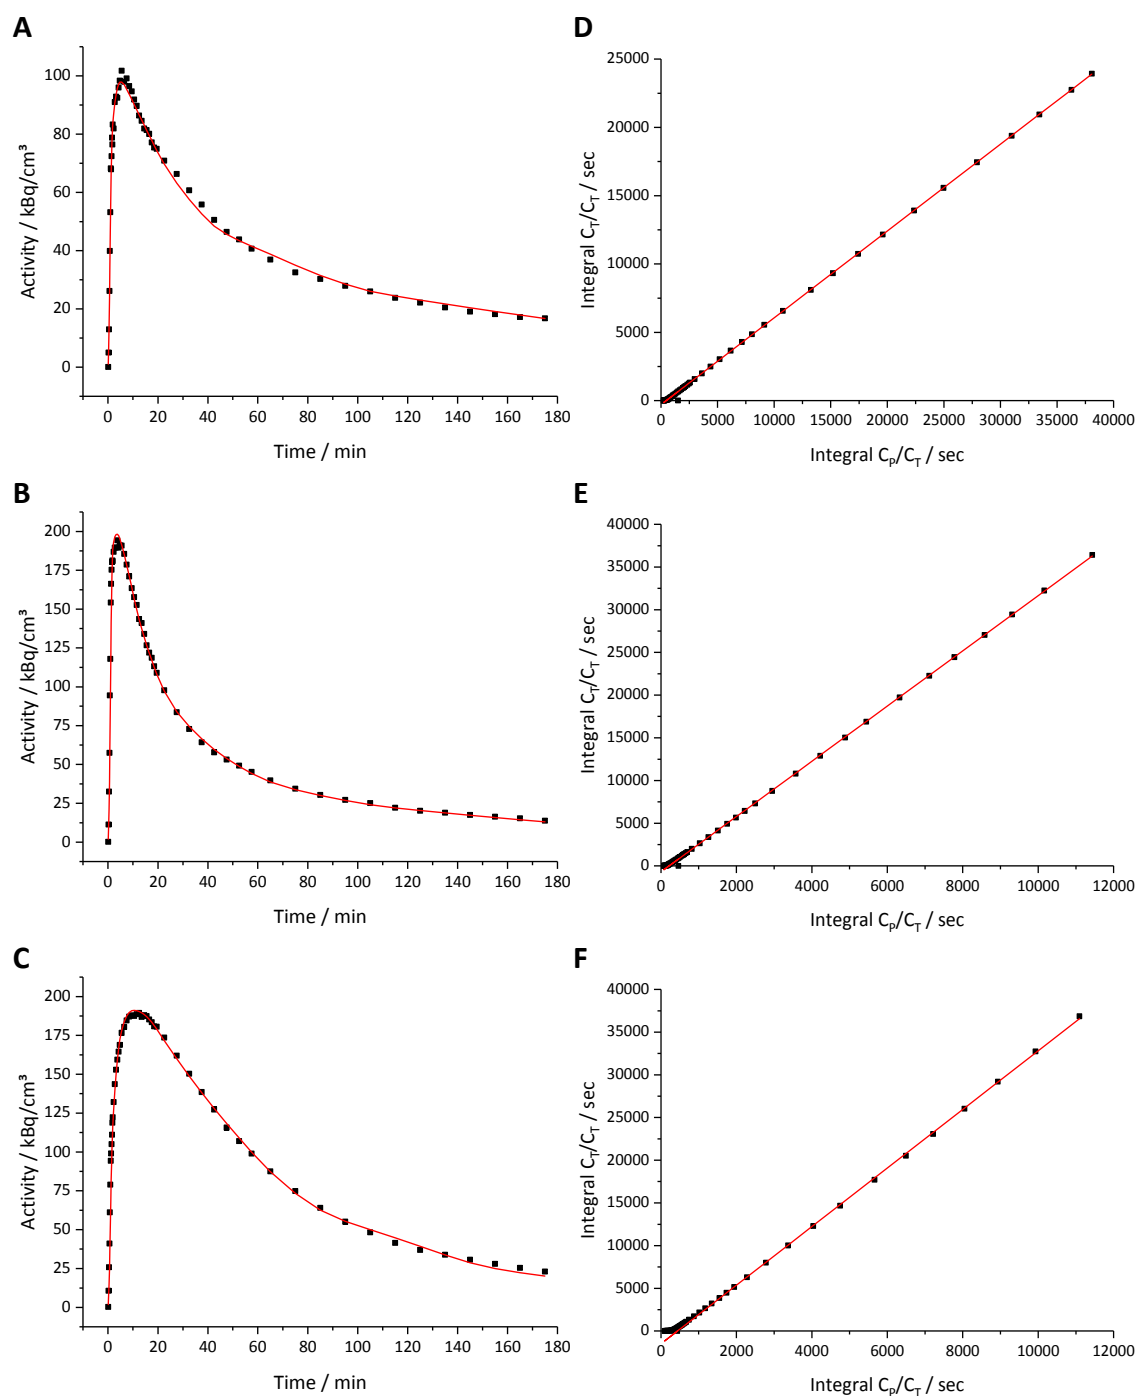 A
100
80
60
40
20
0
Activity / kBq/cm³
0 20 40 60 80 100 120 140 160 180
Time / min
D
25000
20000
15000
10000
5000
0
Integral C_T/C_T / sec
0 5000 10000 15000 20000 25000 30000 35000 40000
Integral C_P/C_T / sec
B
200
175
150
125
100
75
50
25
0
Activity / kBq/cm³
0 20 40 60 80 100 120 140 160 180
Time / min
E
40000
35000
30000
25000
20000
15000
10000
5000
0
Integral C_T/C_T / sec
0 2000 4000 6000 8000 10000 12000
Integral C_P/C_T / sec
C
200
175
150
125
100
75
50
25
0
Activity / kBq/cm³
0 20 40 60 80 100 120 140 160 180
Time / min
F
40000
35000
30000
25000
20000
15000
10000
5000
0
Integral C_T/C_T / sec
0 2000 4000 6000 8000 10000 12000
Integral C_P/C_T / sec